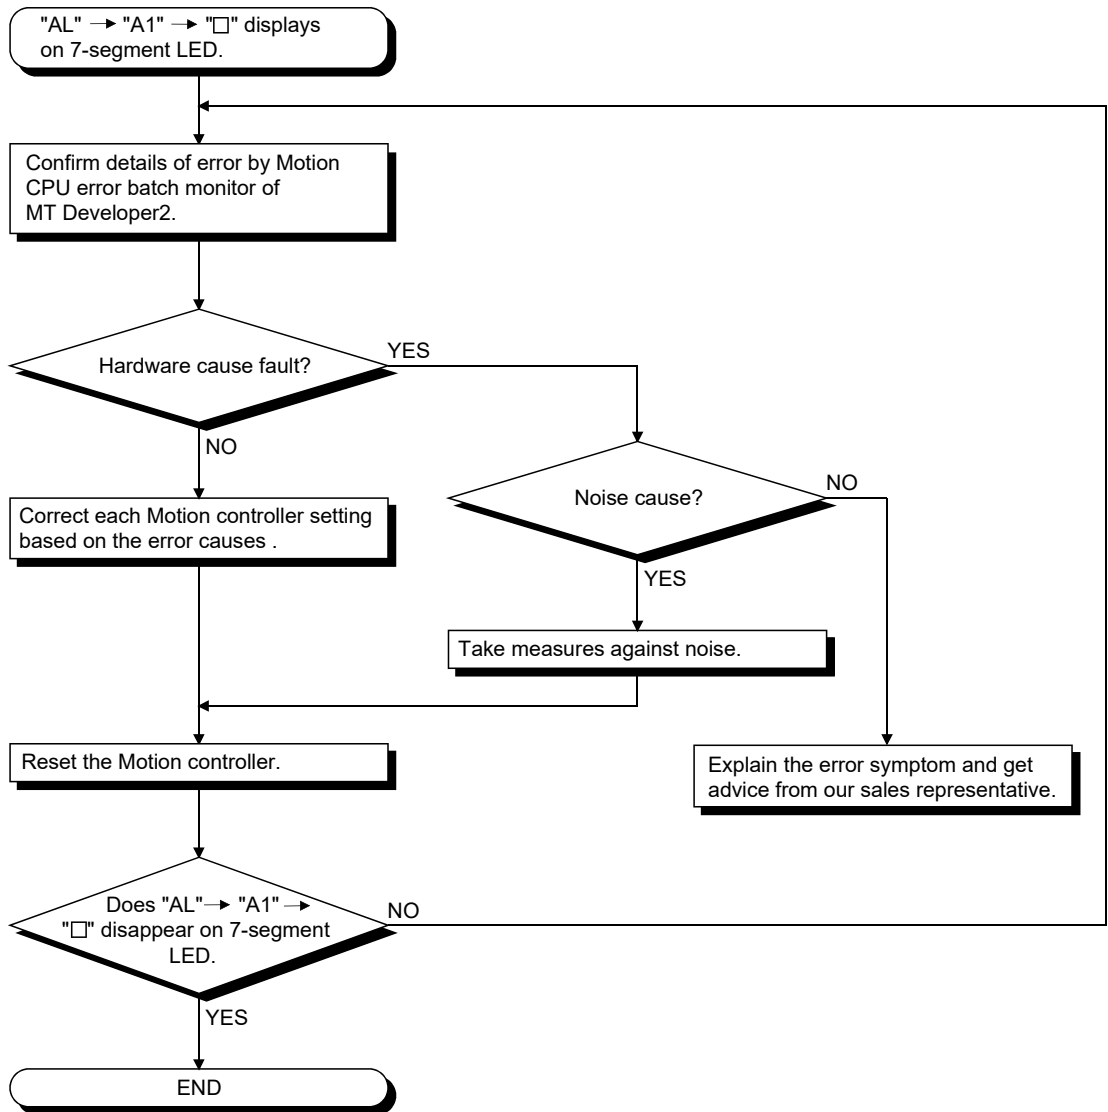 "AL" → "A1" → "□" displays
on 7-segment LED.
Confirm details of error by Motion
CPU error batch monitor of
MT Developer2.
Hardware cause fault?
YES
NO
Noise cause?
NO
YES
Correct each Motion controller setting
based on the error causes .
Take measures against noise.
Reset the Motion controller.
Explain the error symptom and get
advice from our sales representative.
Does "AL"→ "A1" →
"□" disappear on 7-segment
LED.
NO
YES
END